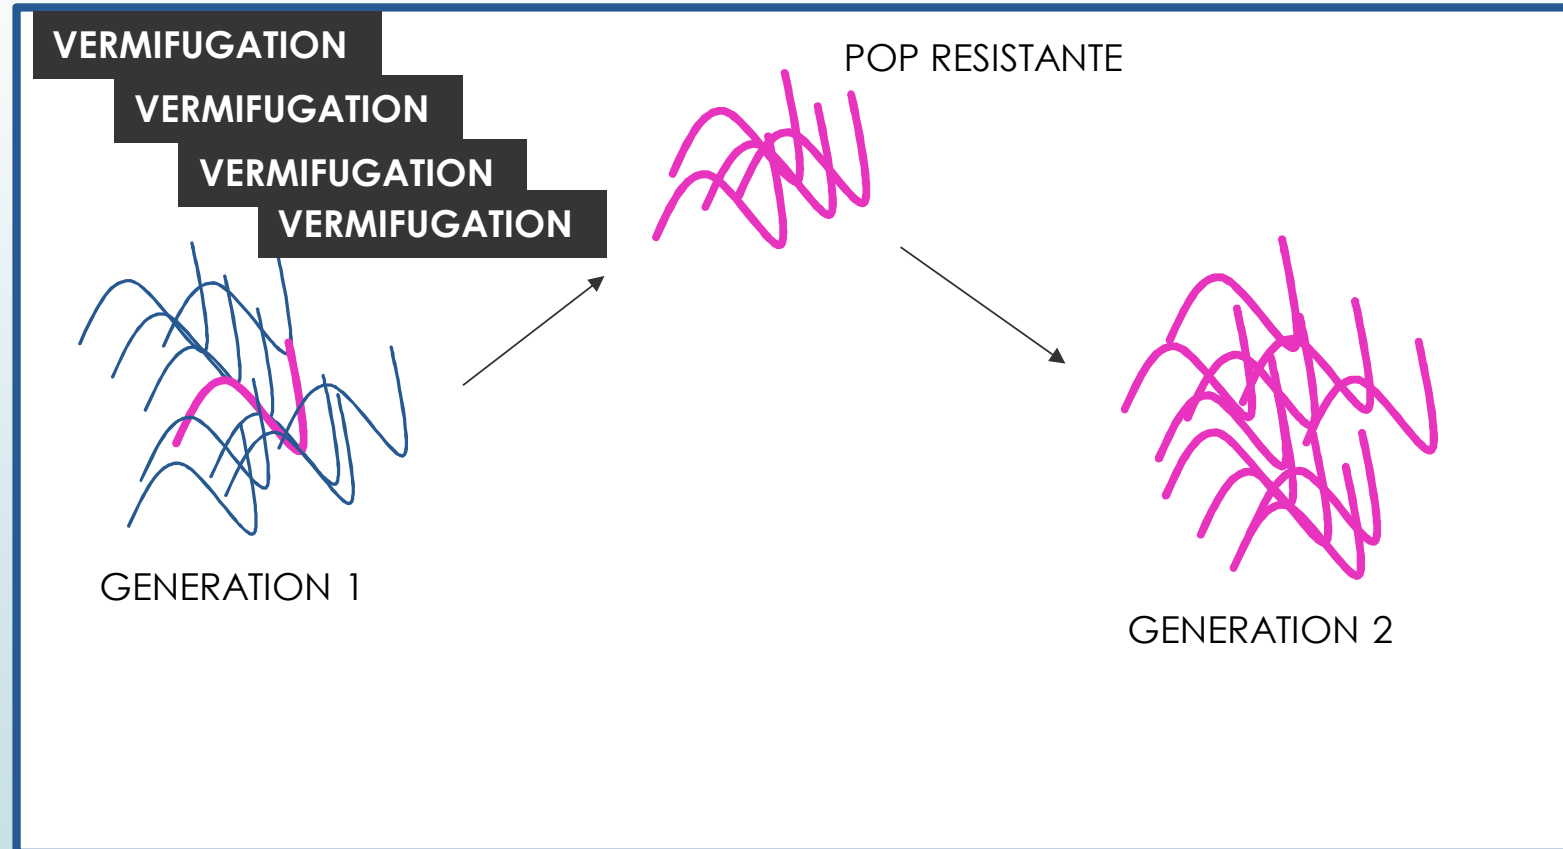 VERMIFUGATION
VERMIFUGATION
VERMIFUGATION
VERMIFUGATION
POP RESISTANTE
GENERATION 1
GENERATION 2